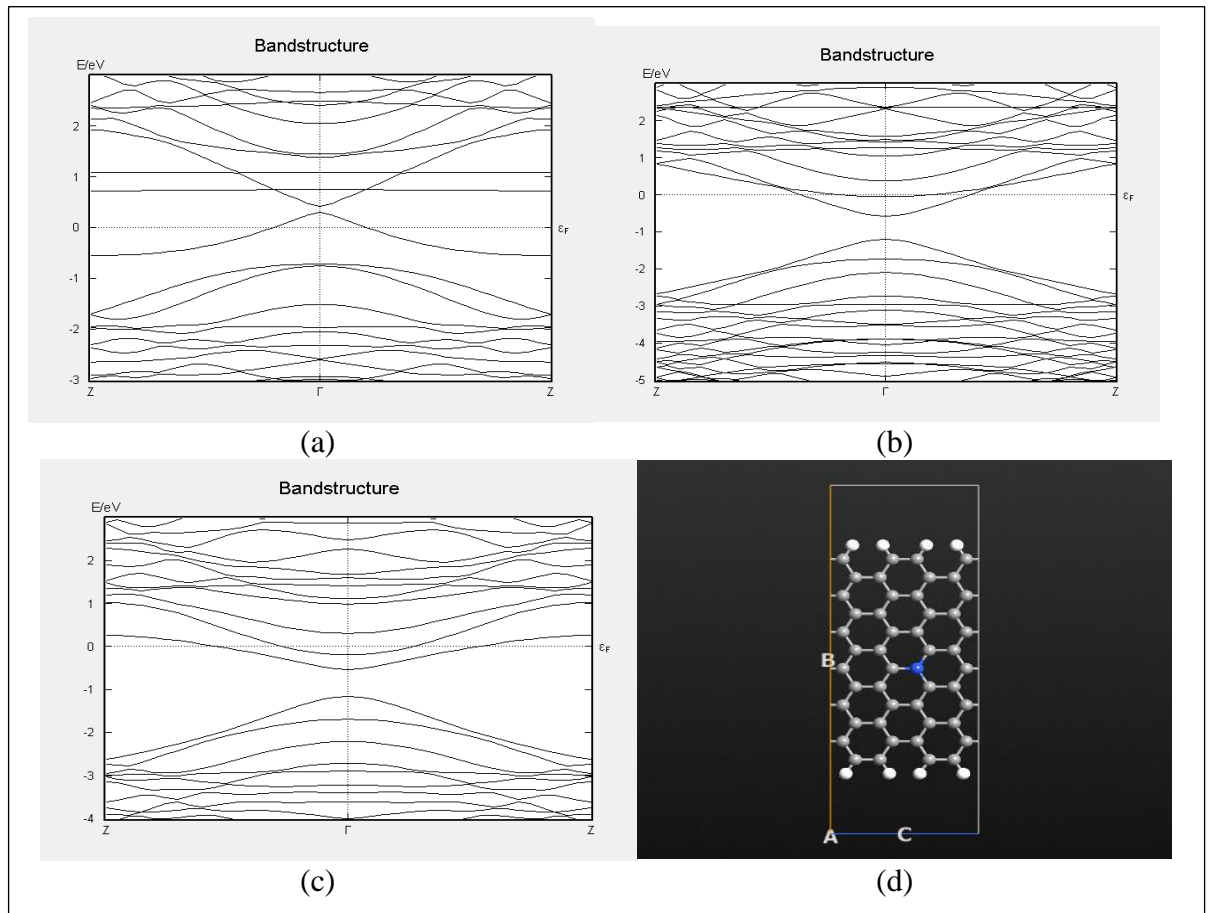 Bandstructure
E/eV
2
1
0
-1
-2
-3
εF
Z
Γ
Z
(a)
Bandstructure
E/eV
2
1
0
-1
-2
-3
-4
-5
εF
Z
Γ
Z
(b)
Bandstructure
E/eV
2
1
0
-1
-2
-3
-4
εF
Z
Γ
Z
(c)
B
A
C
(d)